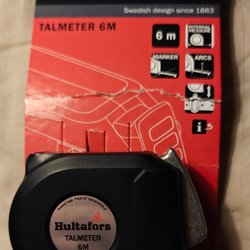 Swedish design since 1883
TALMETER 6M
6 m
INTERNAL
MEASURE
MARKER
ARCS
i
Hultafors
TALMETER
6M